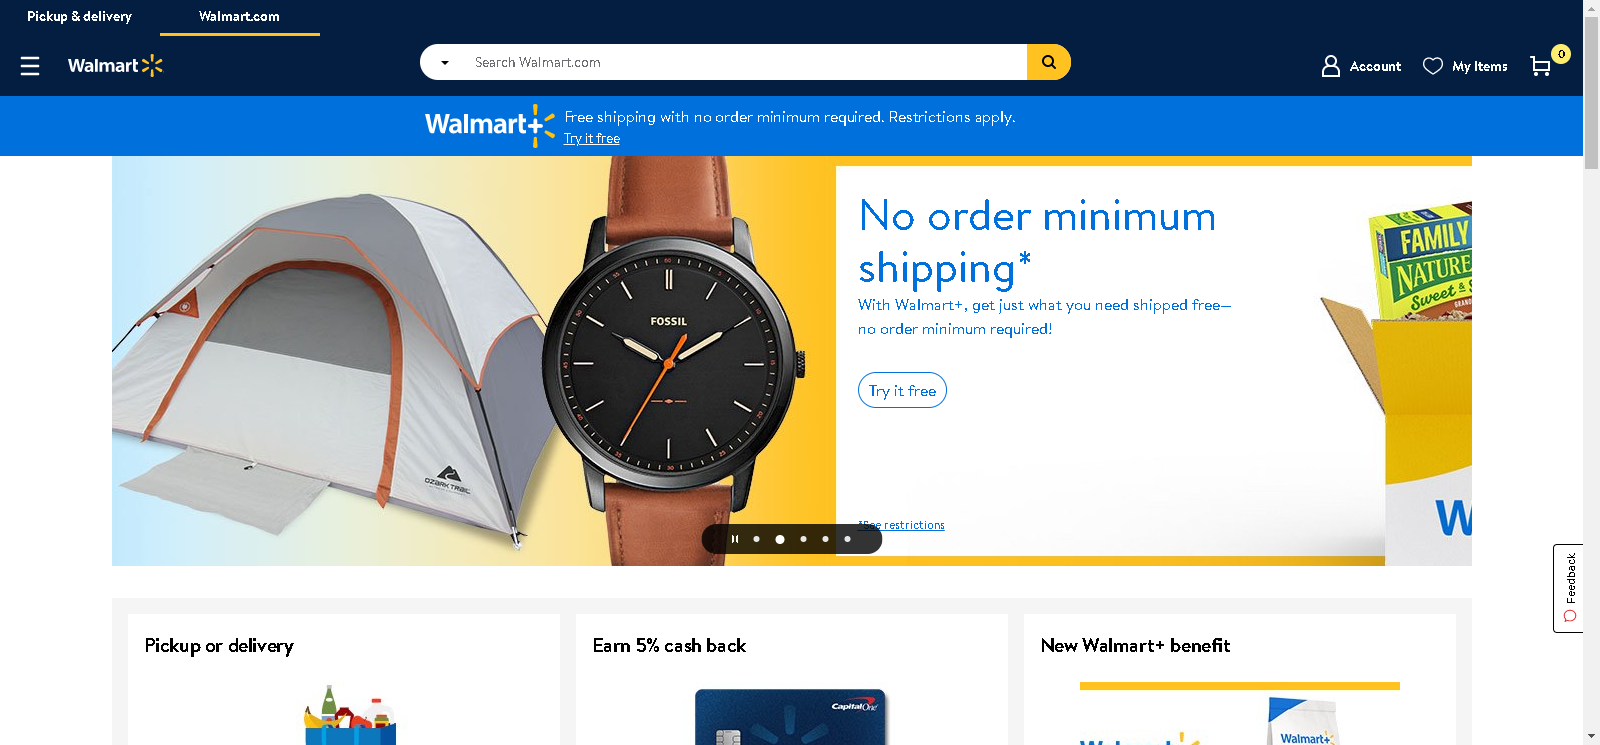 Pickup & delivery
Walmart.com
Walmart
Search Walmart.com
Account
My Items
0
Walmart+
Free shipping with no order minimum required. Restrictions apply.
Try it free
FOSSIL
OZARK TRAIL
No order minimum
shipping*
With Walmart+, get just what you need shipped free—
no order minimum required!
Try it free
*See restrictions
FAMILY
NATURE
Sweet & S
W
Feedback
Pickup or delivery
Earn 5% cash back
New Walmart+ benefit
Capital One
Walmart+